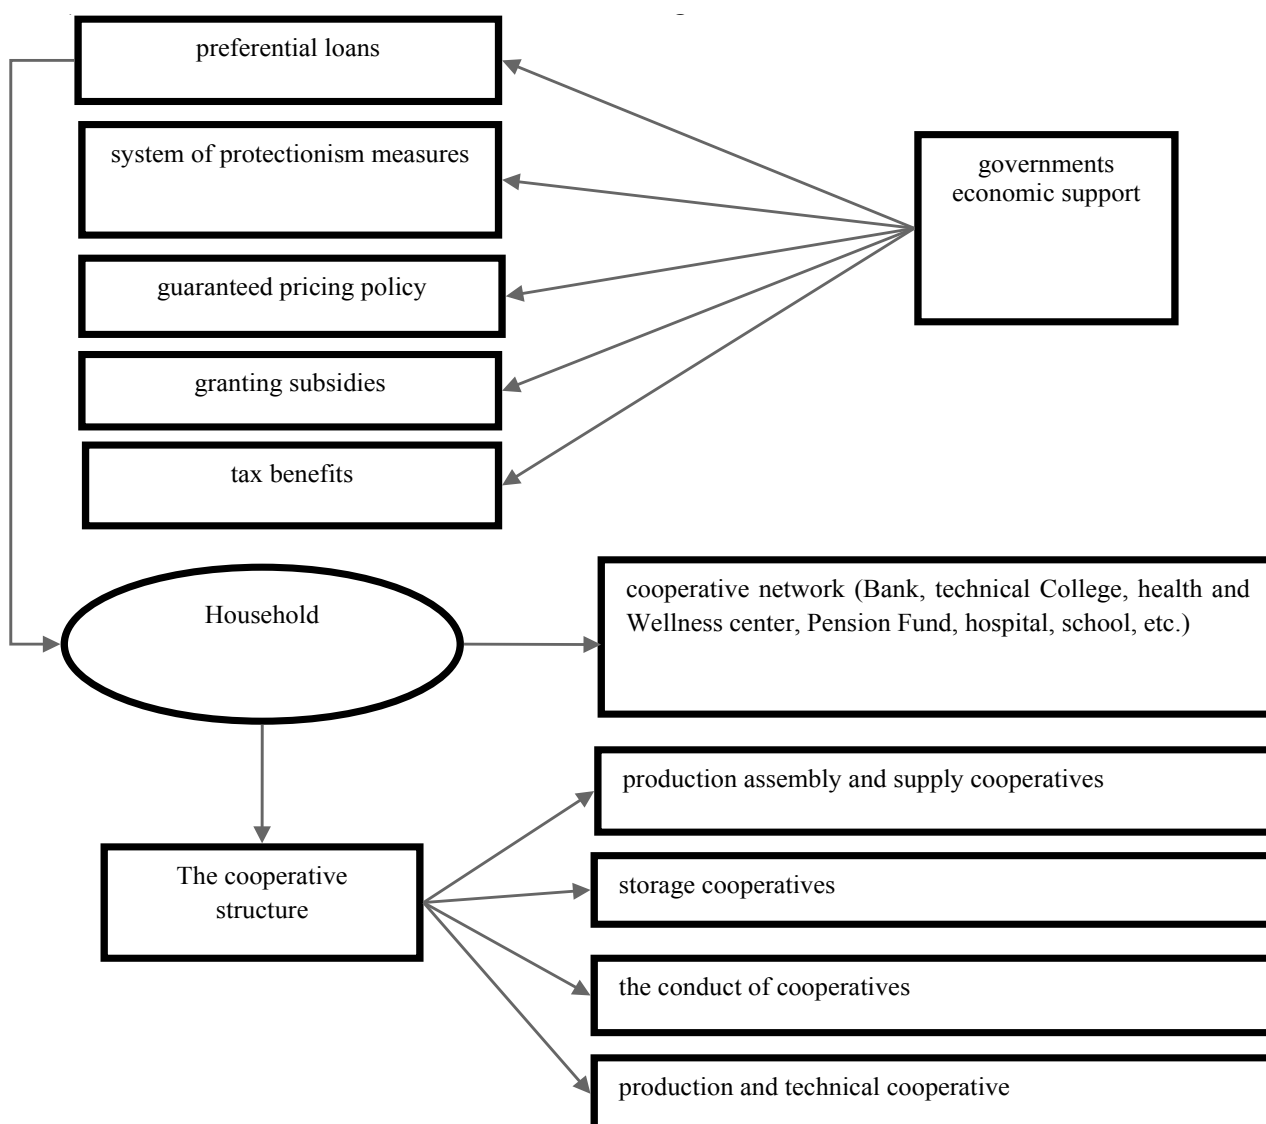 preferential loans
system of protectionism measures
governments
economic support
guaranteed pricing policy
granting subsidies
tax benefits
Household
cooperative network (Bank, technical College, health and
Wellness center, Pension Fund, hospital, school, etc.)
production assembly and supply cooperatives
The cooperative
structure
storage cooperatives
the conduct of cooperatives
production and technical cooperative